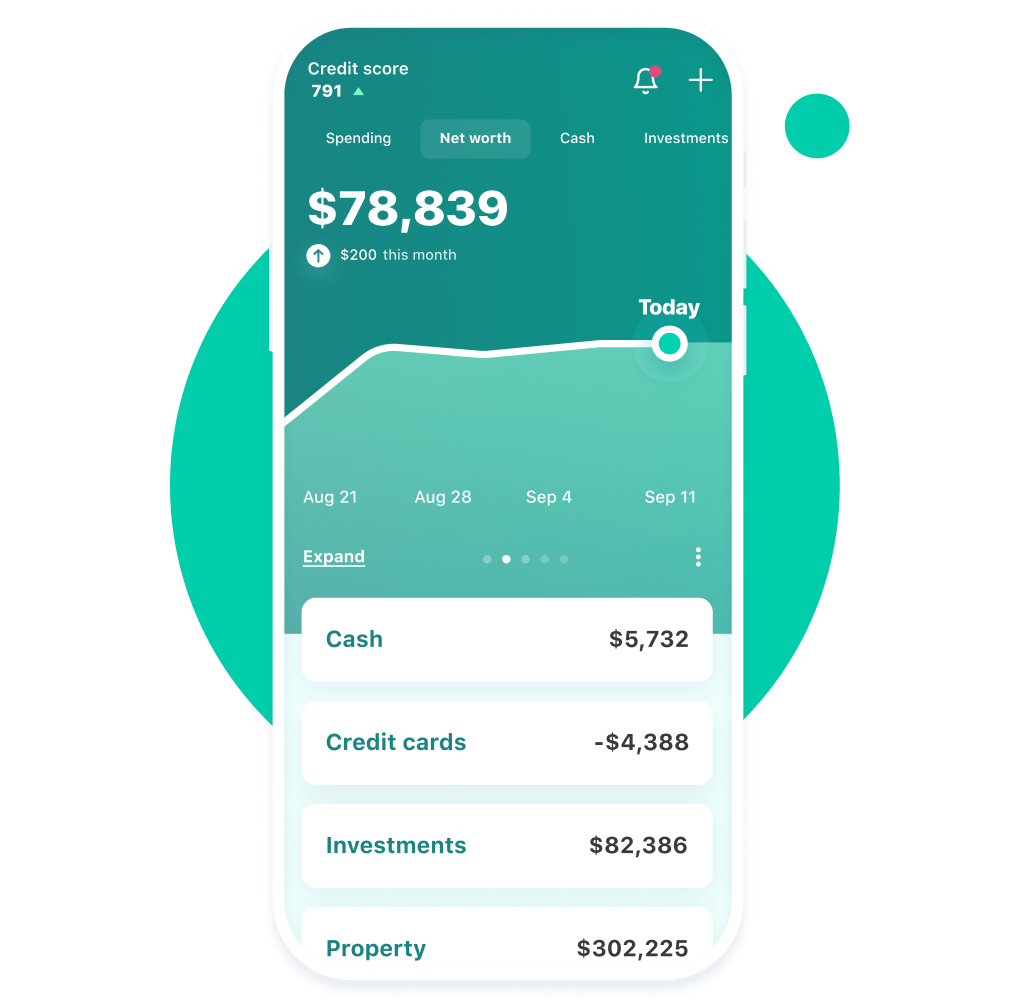 Credit score
791
Spending Net worth Cash Investments
$78,839
$200 this month
Today
Aug 21 Aug 28 Sep 4 Sep 11
Expand
Cash $5,732
Credit cards -$4,388
Investments $82,386
Property $302,225